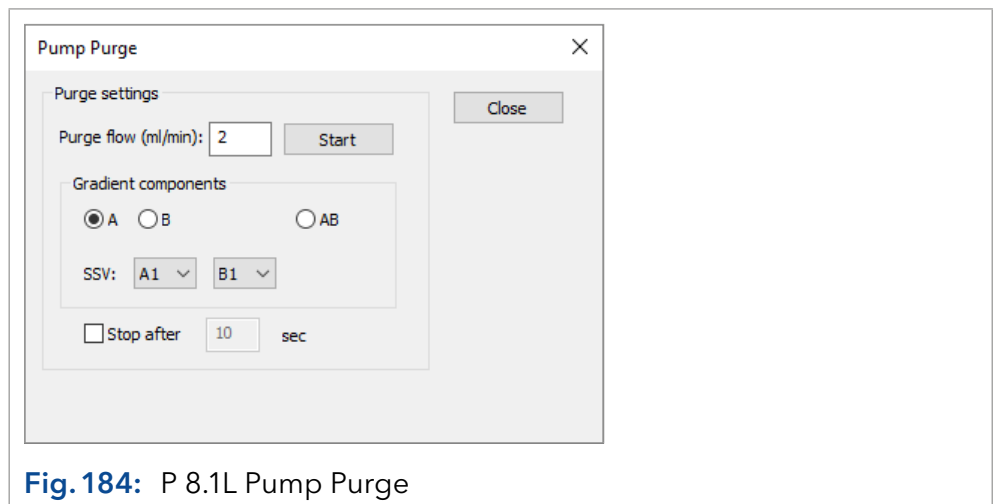 Pump Purge
Purge settings
Close
Purge flow (ml/min): 2 Start
Gradient components
A B AB
SSV: A1 B1
Stop after 10 sec
Fig. 184: P 8.1L Pump Purge